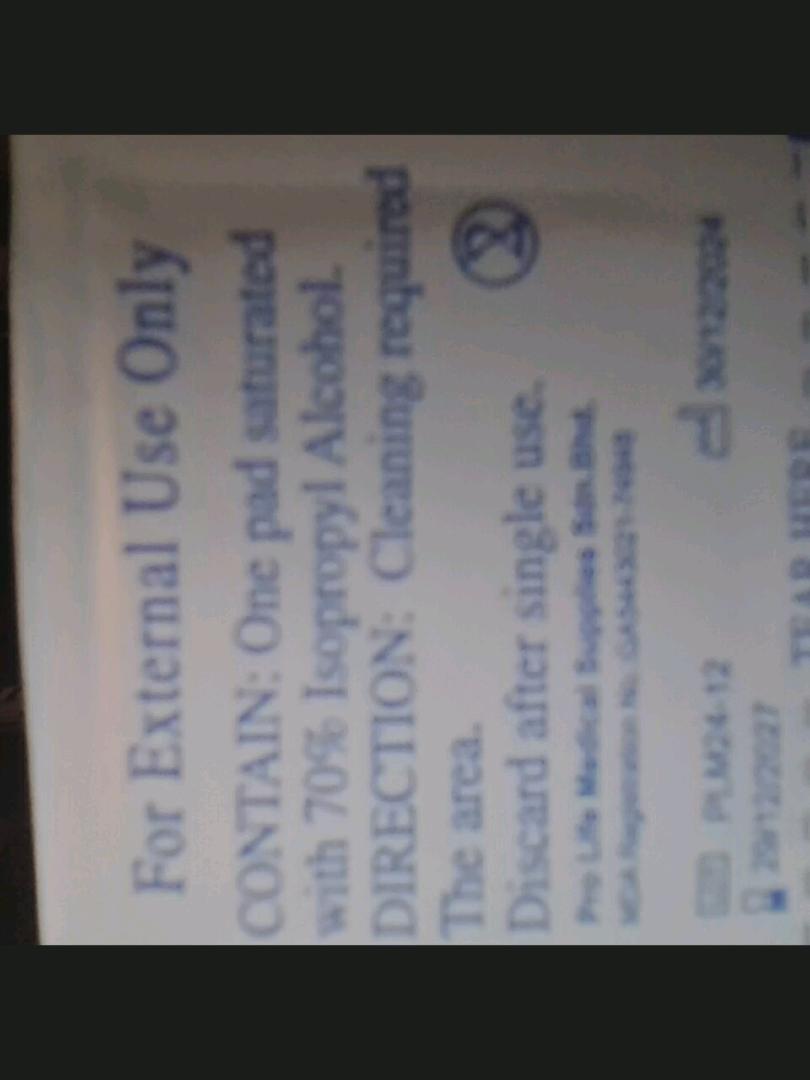 For External Use Only
CONTAIN: One pad saturated
with 70% Isopropyl Alcohol.
DIRECTION: Cleaning required
The area.
Discard after single use.
Pro Life Medical Supplies Sdn.Bhd.
MDA Registration No.
PLM24-12
30/12/2024
29/12/2027
TEAR HERE